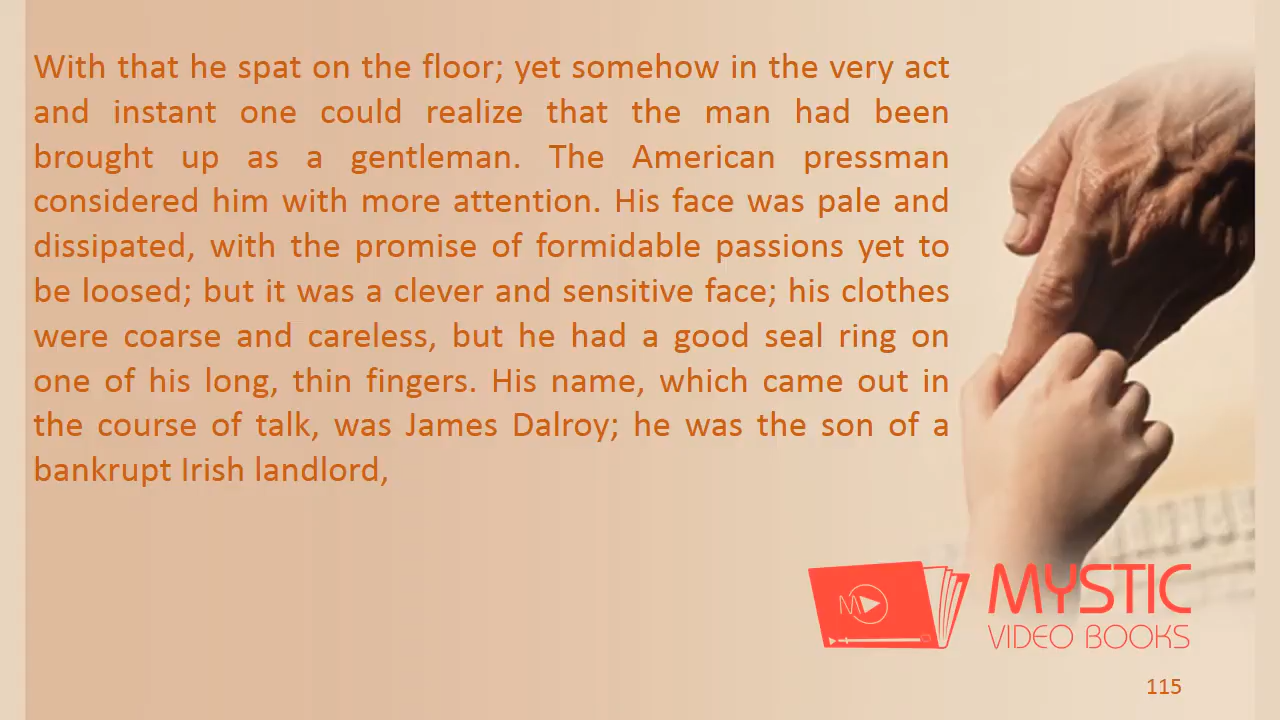 With that he spat on the floor; yet somehow in the very act
and instant one could realize that the man had been
brought up as a gentleman. The American pressman
considered him with more attention. His face was pale and
dissipated, with the promise of formidable passions yet to
be loosed; but it was a clever and sensitive face; his clothes
were coarse and careless, but he had a good seal ring on
one of his long, thin fingers. His name, which came out in
the course of talk, was James Dalroy; he was the son of a
bankrupt Irish landlord,
M
MYSTIC
VIDEO BOOKS
115